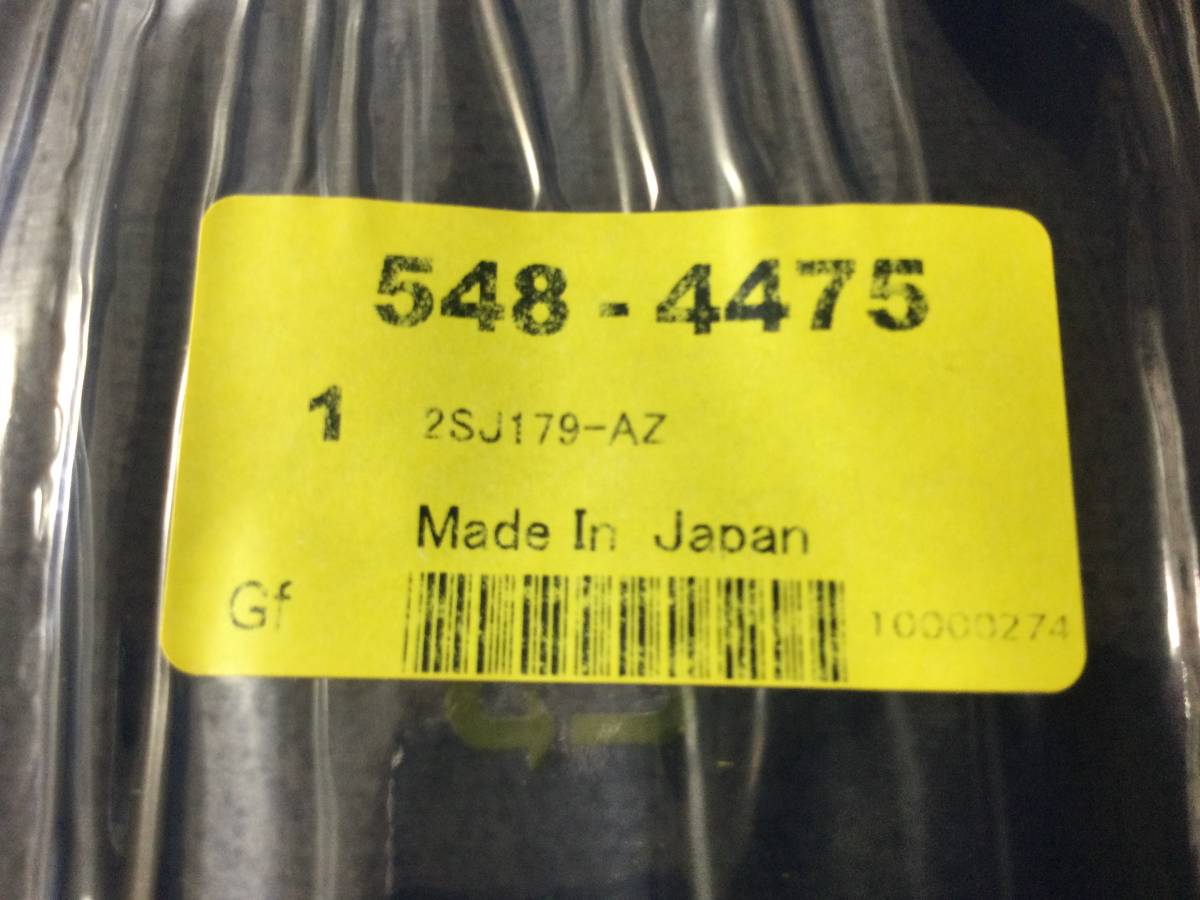 548-4475
1 2SJ179-AZ
Made In Japan
Gf 10000274